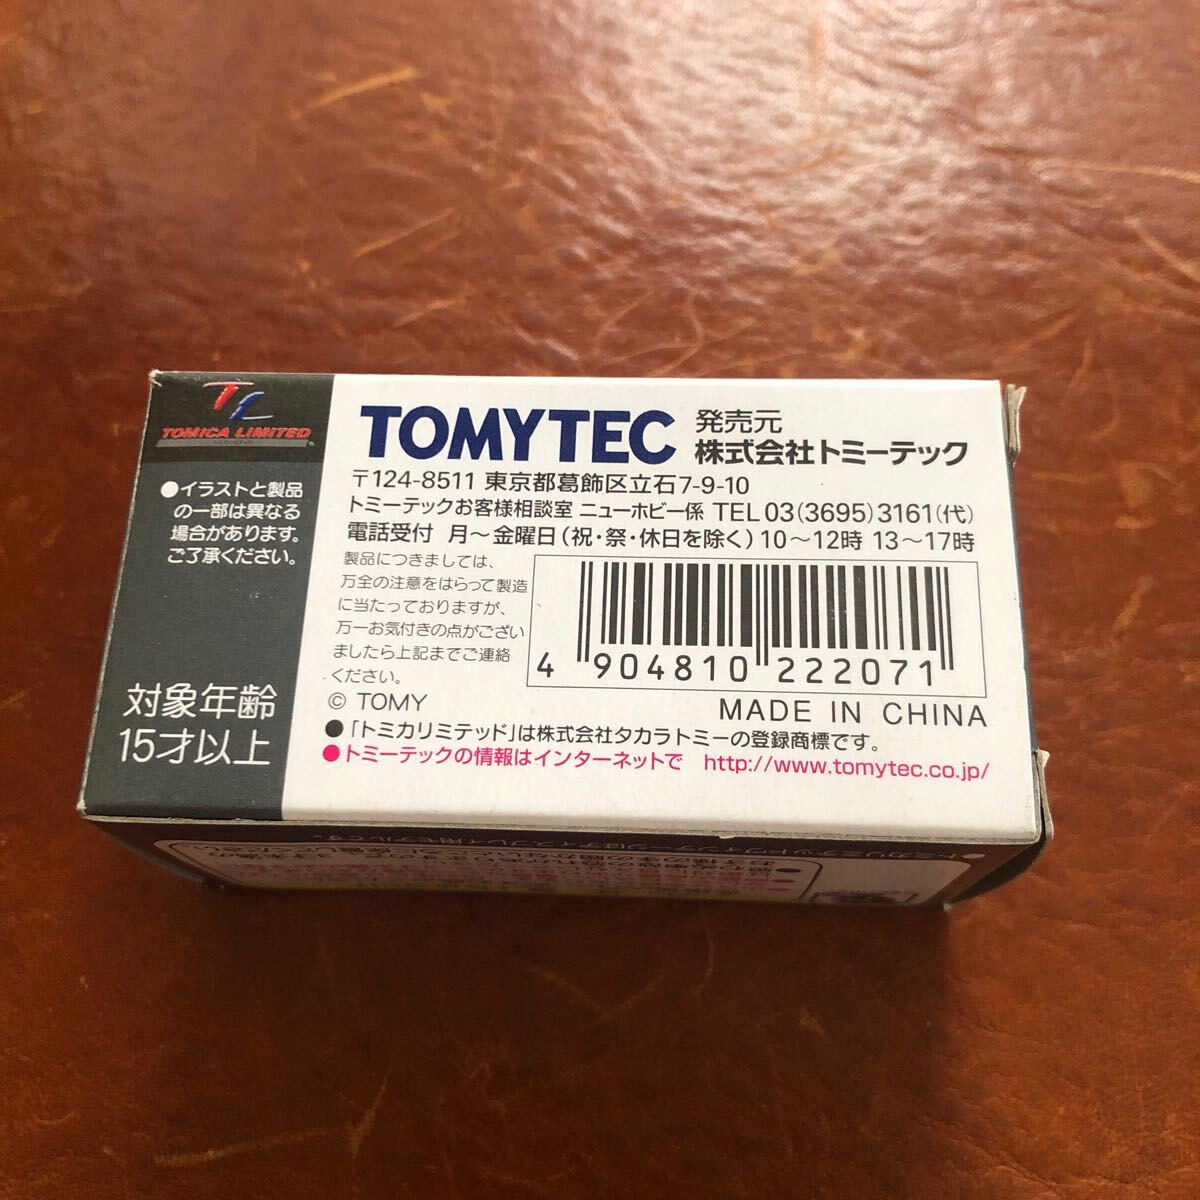 TL
TOMICA LIMITED
●イラストと製品
の一部は異なる
場合があります。
ご了承ください。
対象年齢
15才以上
TOMYTEC 発売元
株式会社トミーテック
〒124-8511 東京都葛飾区立石7-9-10
トミーテックお客様相談室 ニューホビー係 TEL 03(3695)3161(代)
電話受付 月〜金曜日(祝・祭・休日を除く)10〜12時 13〜17時
製品につきましては、
万全の注意をはらって製造
に当たっておりますが、
万一お気付きの点がござい
ましたら上記までご連絡
ください。
4 904810 222071
© TOMY
MADE IN CHINA
●「トミカリミテッド」は株式会社タカラトミーの登録商標です。
●トミーテックの情報はインターネットで http://www.tomytec.co.jp/